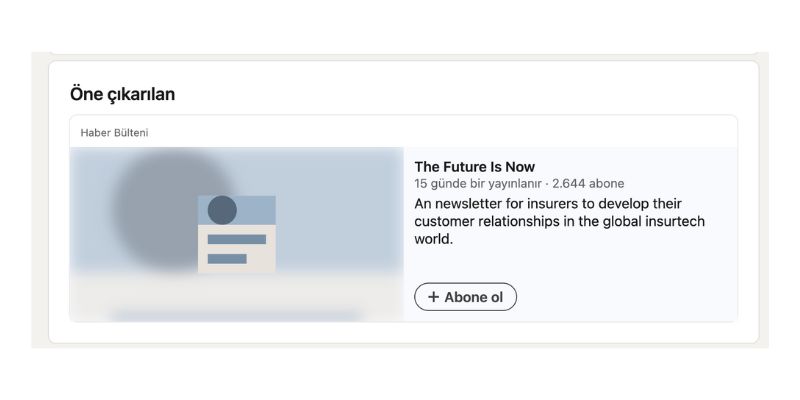 Öne çıkarılan
Haber Bülteni
The Future Is Now
15 günde bir yayınlanır · 2.644 abone
An newsletter for insurers to develop their
customer relationships in the global insurtech
world.
+ Abone ol